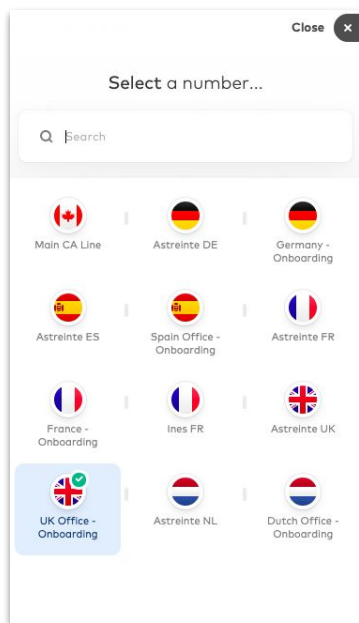 Close
Select a number...
Search
Main CA Line
Astreinte DE
Germany -
Onboarding
Astreinte ES
Spain Office -
Onboarding
Astreinte FR
France -
Onboarding
Ines FR
Astreinte UK
UK Office -
Onboarding
Astreinte NL
Dutch Office -
Onboarding